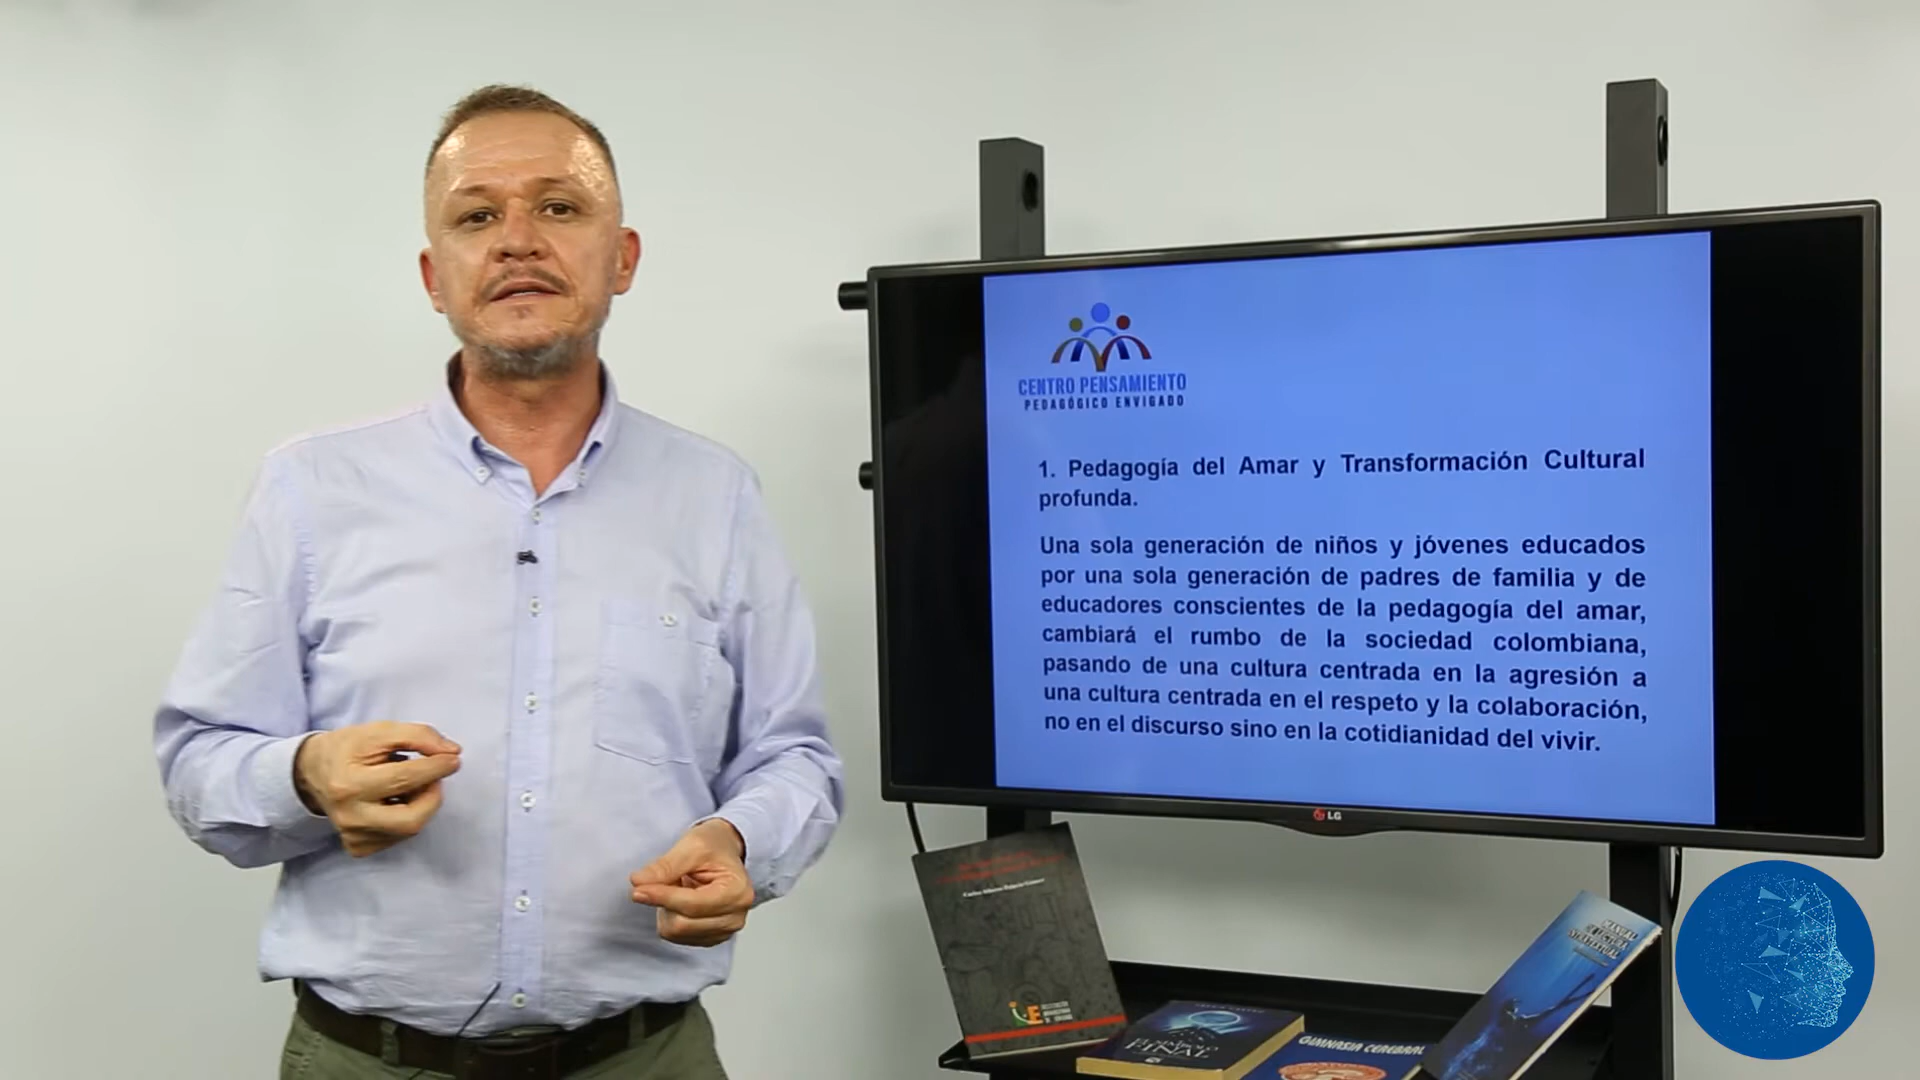 CENTRO PENSAMIENTO
PEDAGÓGICO ENVIGADO
1. Pedagogía del Amar y Transformación Cultural
profunda.
Una sola generación de niños y jóvenes educados
por una sola generación de padres de familia y de
educadores conscientes de la pedagogía del amar,
cambiará el rumbo de la sociedad colombiana,
pasando de una cultura centrada en la agresión a
una cultura centrada en el respeto y la colaboración,
no en el discurso sino en la cotidianidad del vivir.
LG
MANUAL
GIMNASIA CEREBRAL